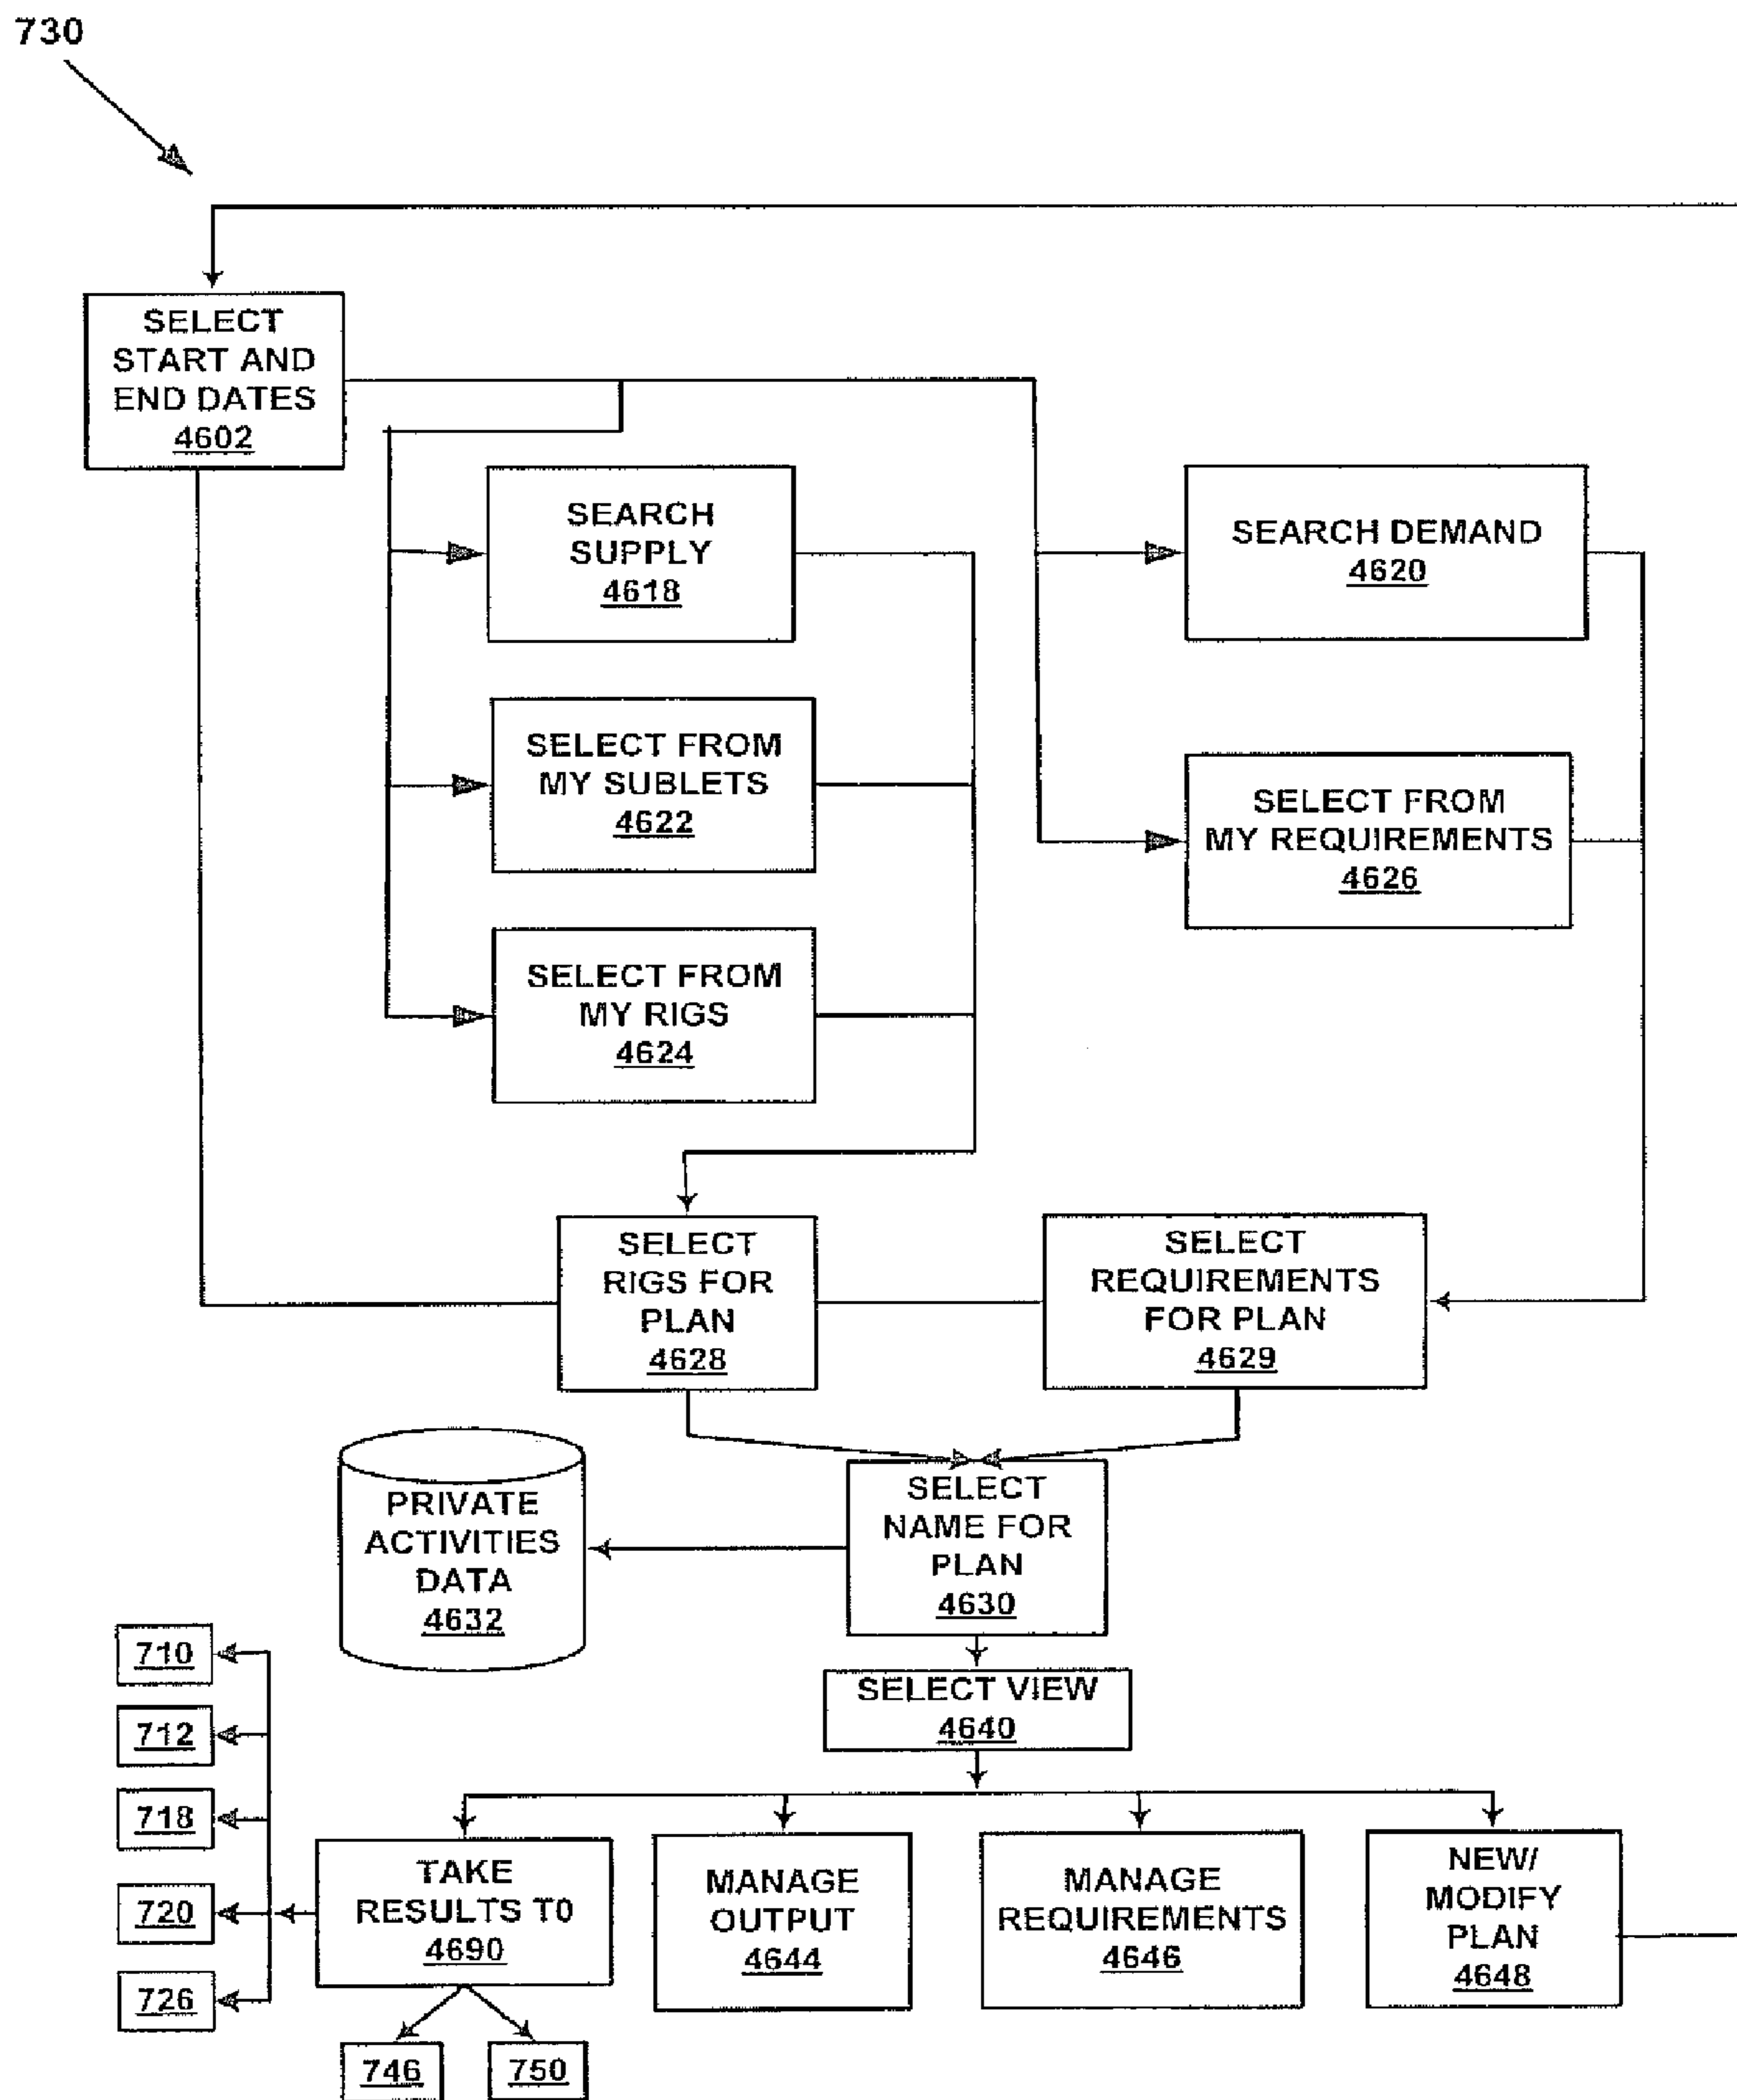 730
SELECT
START AND
END DATES
4602
SEARCH
SUPPLY
4618
SEARCH DEMAND
4620
SELECT FROM
MY SUBLETS
4622
SELECT FROM
MY REQUIREMENTS
4626
SELECT FROM
MY RIGS
4624
SELECT
RIGS FOR
PLAN
4628
SELECT
REQUIREMENTS
FOR PLAN
4629
PRIVATE
ACTIVITIES
DATA
4632
SELECT
NAME FOR
PLAN
4630
SELECT VIEW
4640
710
712
718
720
726
TAKE
RESULTS T0
4690
MANAGE
OUTPUT
4644
MANAGE
REQUIREMENTS
4646
NEW/
MODIFY
PLAN
4648
746
750